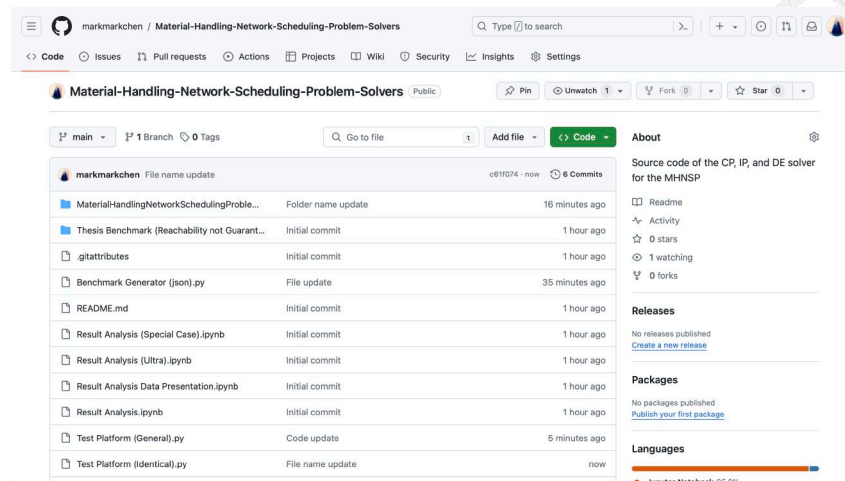 markmarkchen / Material-Handling-Network-Scheduling-Problem-Solvers
Type / to search
<> Code Issues Pull requests Actions Projects Wiki Security Insights Settings
Material-Handling-Network-Scheduling-Problem-Solvers Public
Pin Unwatch 1 Fork 0 Star 0
main 1 Branch 0 Tags Go to file t Add file <> Code
About
markmarkchen File name update c61f074 · now 6 Commits
Source code of the CP, IP, and DE solver
for the MHNSP
MaterialHandlingNetworkSchedulingProble... Folder name update 16 minutes ago
Thesis Benchmark (Reachability not Guarant... Initial commit 1 hour ago
.gitattributes Initial commit 1 hour ago
Benchmark Generator (json).py File update 35 minutes ago
README.md Initial commit 1 hour ago
Result Analysis (Special Case).ipynb Initial commit 1 hour ago
Result Analysis (Ultra).ipynb Initial commit 1 hour ago
Result Analysis Data Presentation.ipynb Initial commit 1 hour ago
Result Analysis.ipynb Initial commit 1 hour ago
Test Platform (General).py Code update 5 minutes ago
Test Platform (Identical).py File name update now
Readme
Activity
0 stars
1 watching
0 forks
Releases
No releases published
Create a new release
Packages
No packages published
Publish your first package
Languages